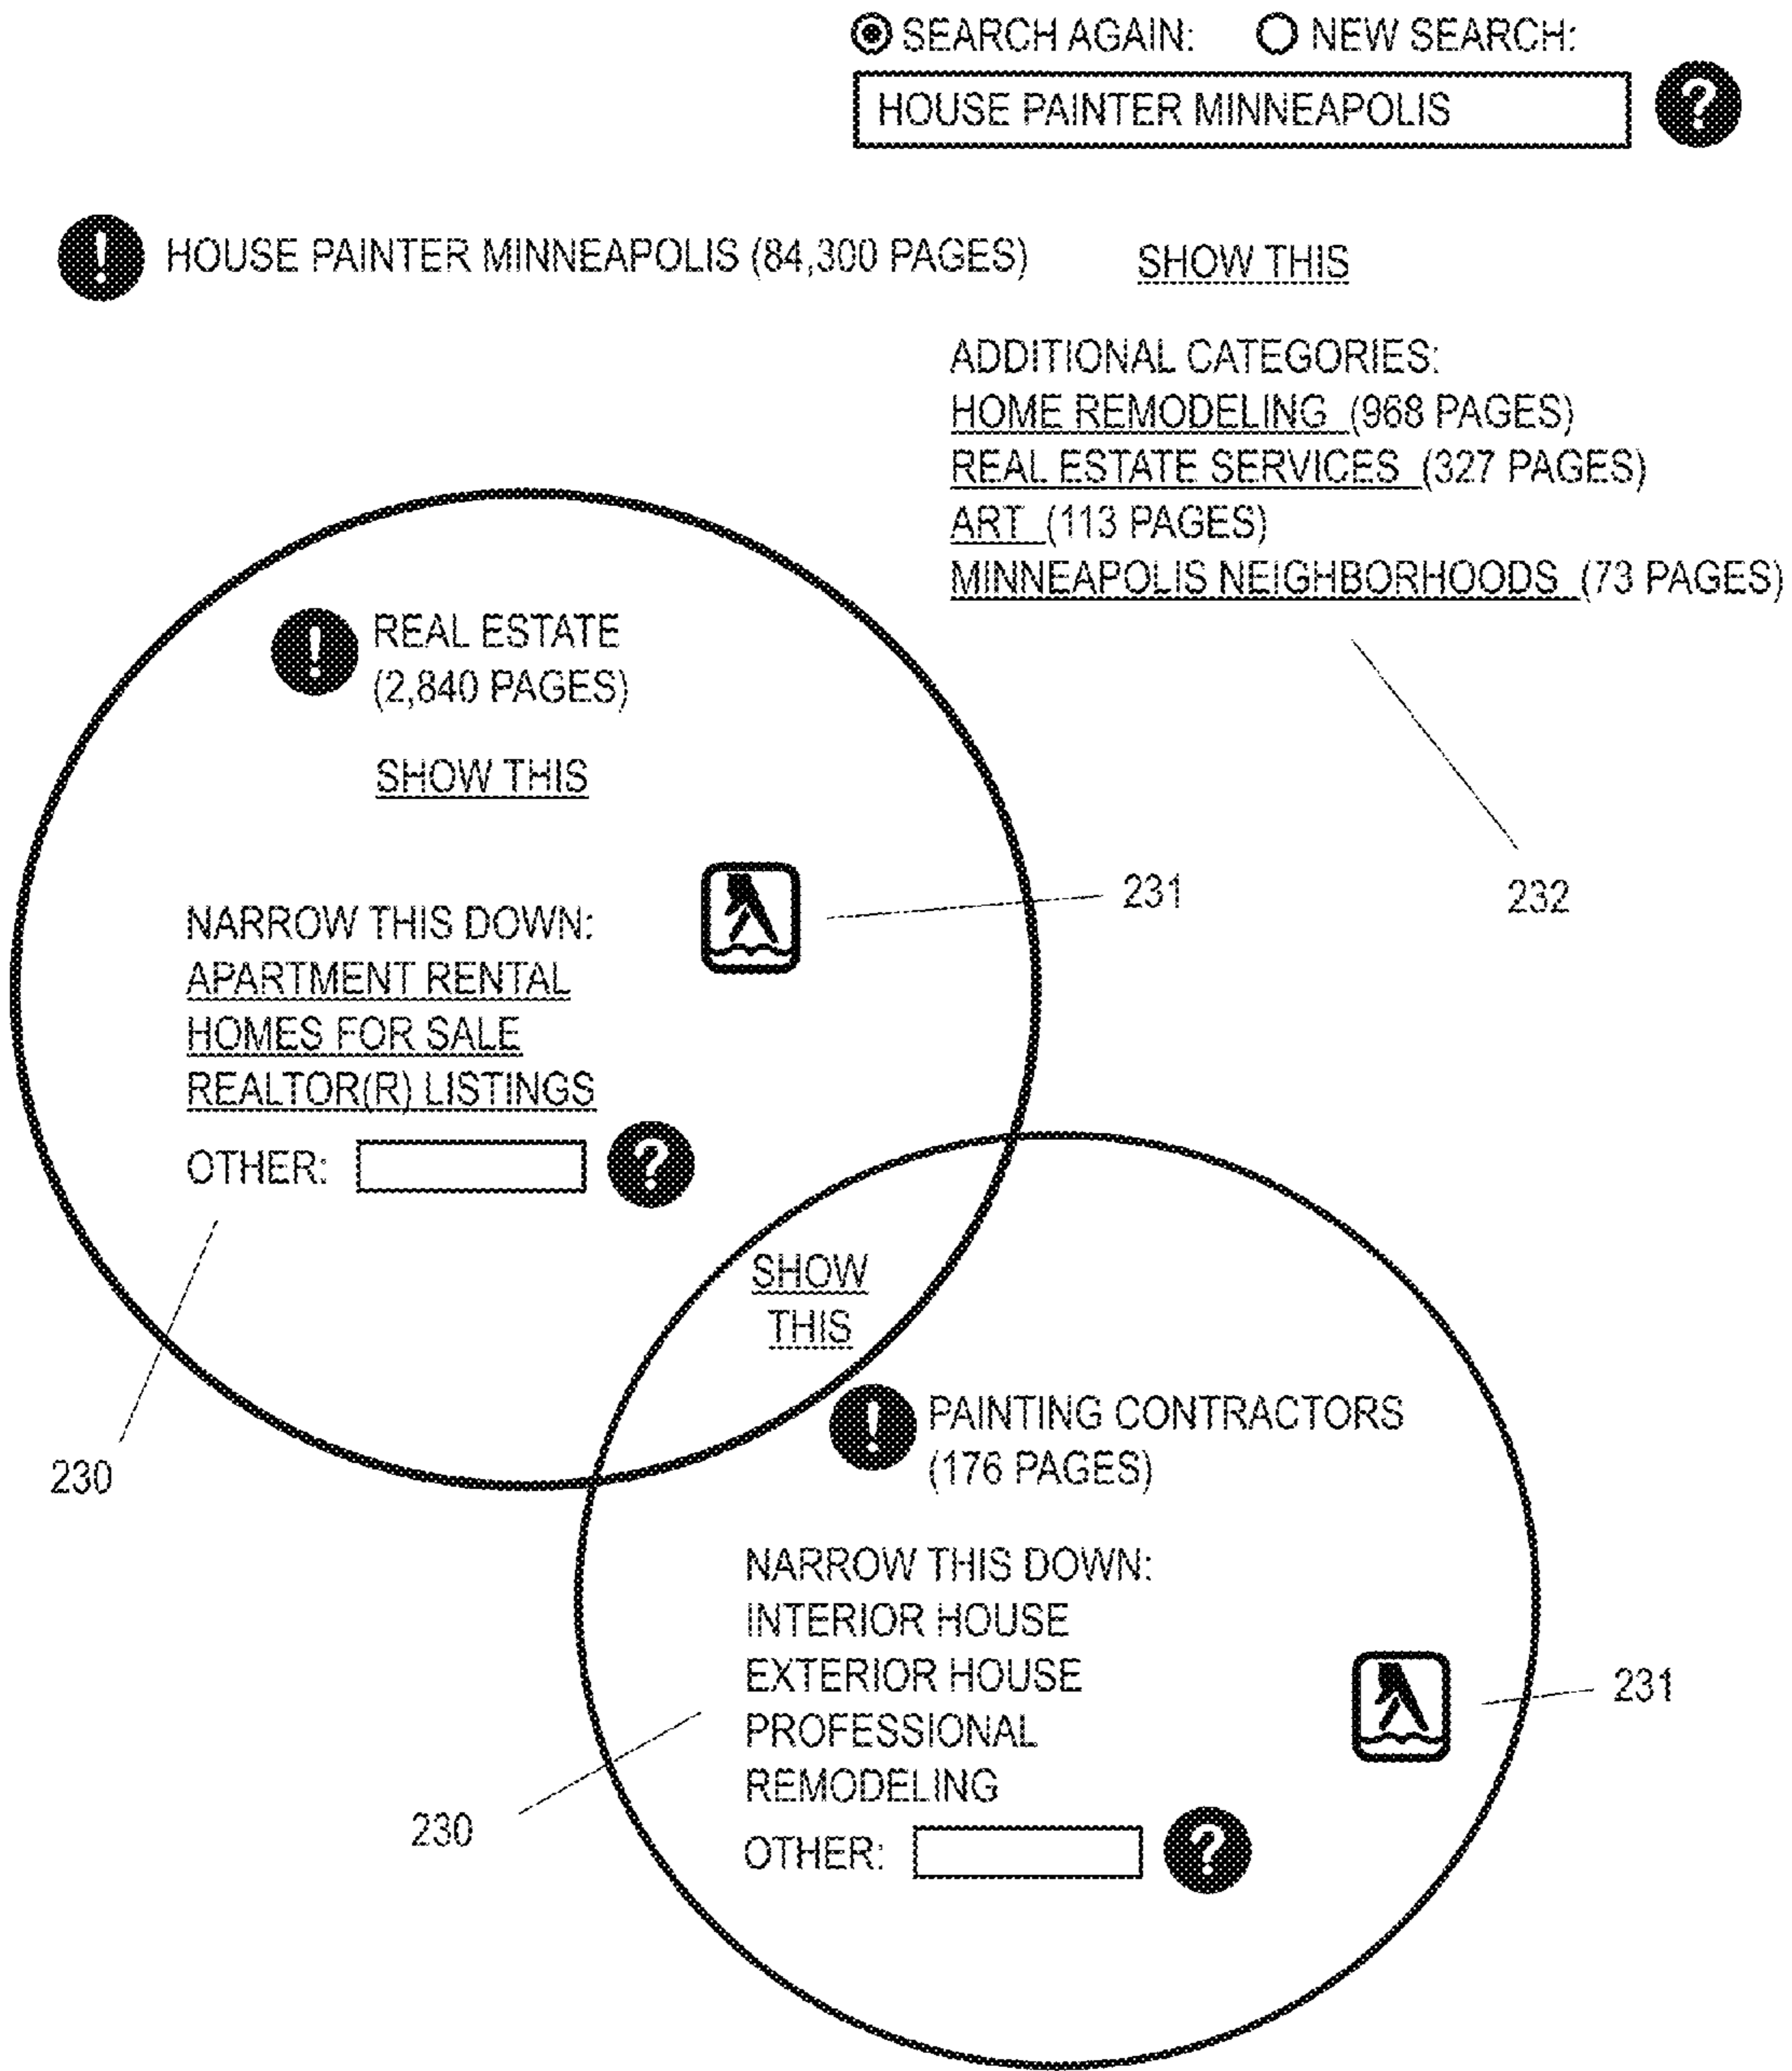 SEARCH AGAIN: NEW SEARCH:
HOUSE PAINTER MINNEAPOLIS ?
! HOUSE PAINTER MINNEAPOLIS (84,300 PAGES) SHOW THIS
ADDITIONAL CATEGORIES:
HOME REMODELING (968 PAGES)
REAL ESTATE SERVICES (327 PAGES)
ART (113 PAGES)
MINNEAPOLIS NEIGHBORHOODS (73 PAGES)
232
! REAL ESTATE
(2,840 PAGES)
SHOW THIS
231
NARROW THIS DOWN:
APARTMENT RENTAL
HOMES FOR SALE
REALTOR(R) LISTINGS
OTHER: ?
230
SHOW
THIS
! PAINTING CONTRACTORS
(176 PAGES)
NARROW THIS DOWN:
INTERIOR HOUSE
EXTERIOR HOUSE
PROFESSIONAL
REMODELING
OTHER: ?
231
230